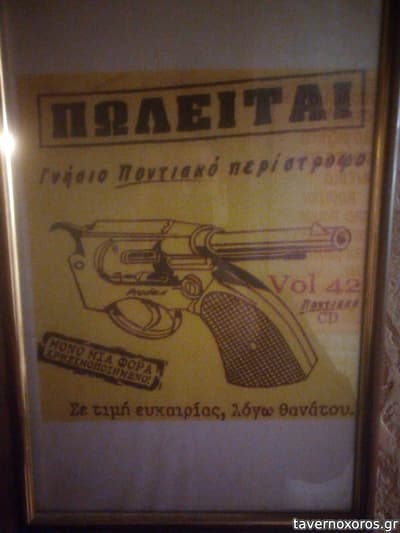 ΠΩΛΕΙΤΑΙ
Γνήσιο Ποντιακό περίστροφο
Vol 42
Ποντιακό
CD
ΜΟΝΟ ΜΙΑ ΦΟΡΑ
ΧΡΗΣΙΜΟΠΟΙΗΜΕΝΟ!
Σε τιμή ευκαιρίας, λόγω θανάτου.
tavernoxoros.gr